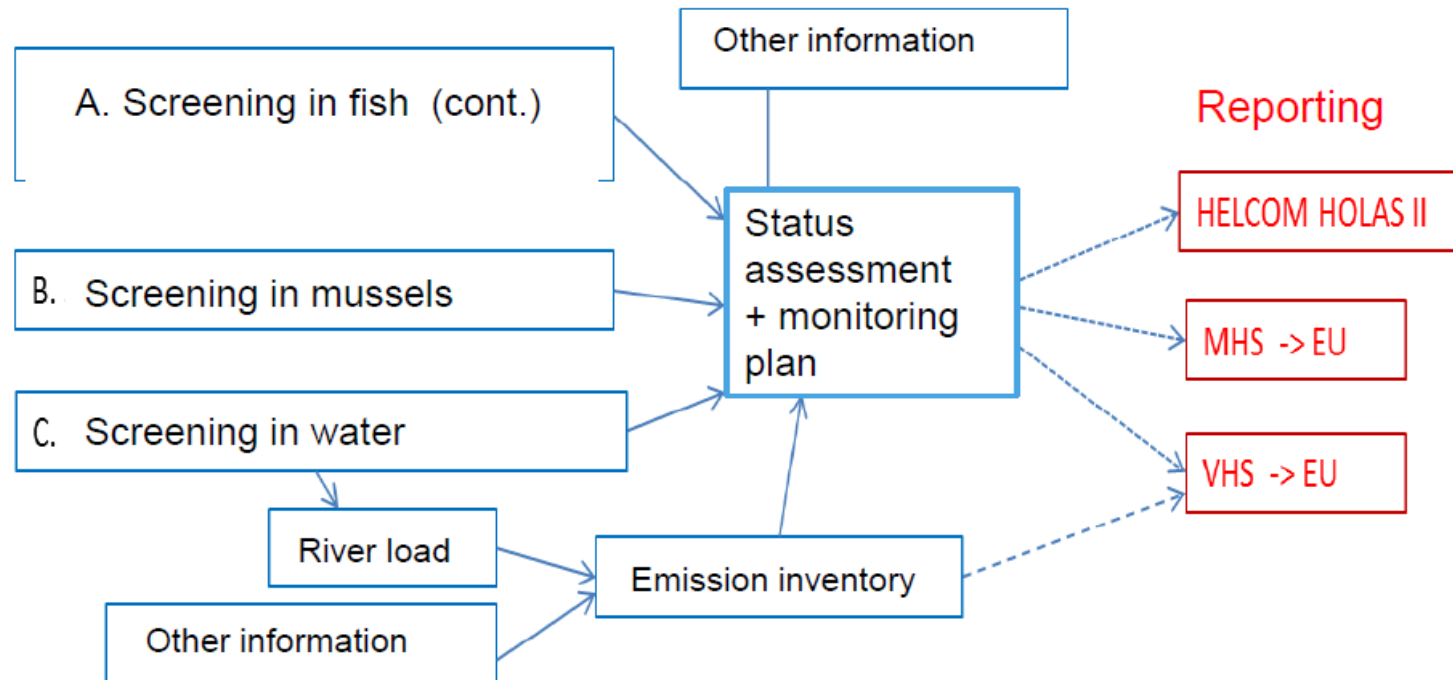 Other information
A. Screening in fish (cont.)
Reporting
HELCOM HOLAS II
Status
assessment
+ monitoring
plan
B. Screening in mussels
MHS -> EU
C. Screening in water
VHS -> EU
River load
Emission inventory
Other information